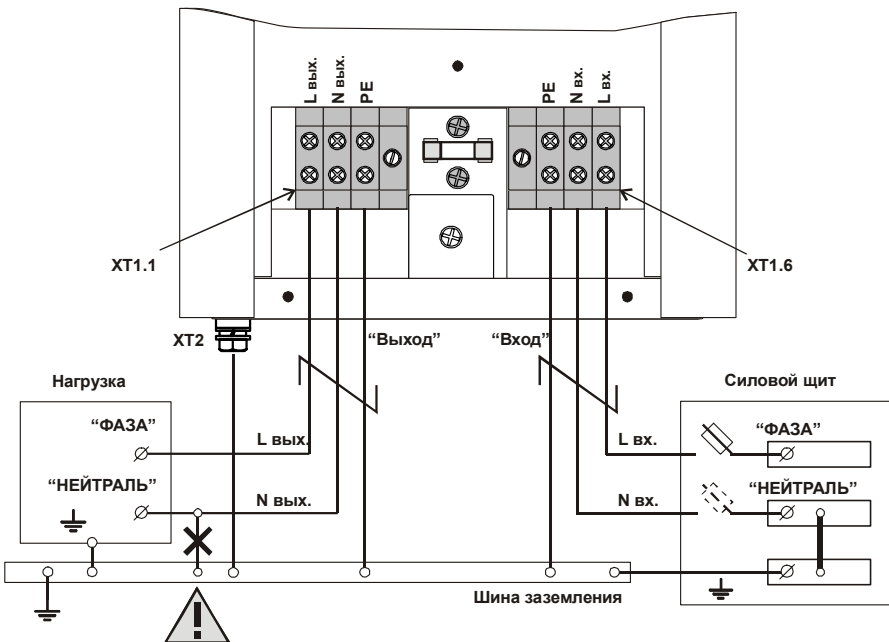 L вых.
N вых.
PE
PE
N вх.
L вх.
XT1.1
XT1.6
XT2
“Выход”
“Вход”
Нагрузка
Силовой щит
“ФАЗА”
L вых.
L вх.
“ФАЗА”
“НЕЙТРАЛЬ”
N вых.
N вх.
“НЕЙТРАЛЬ”
Шина заземления
!